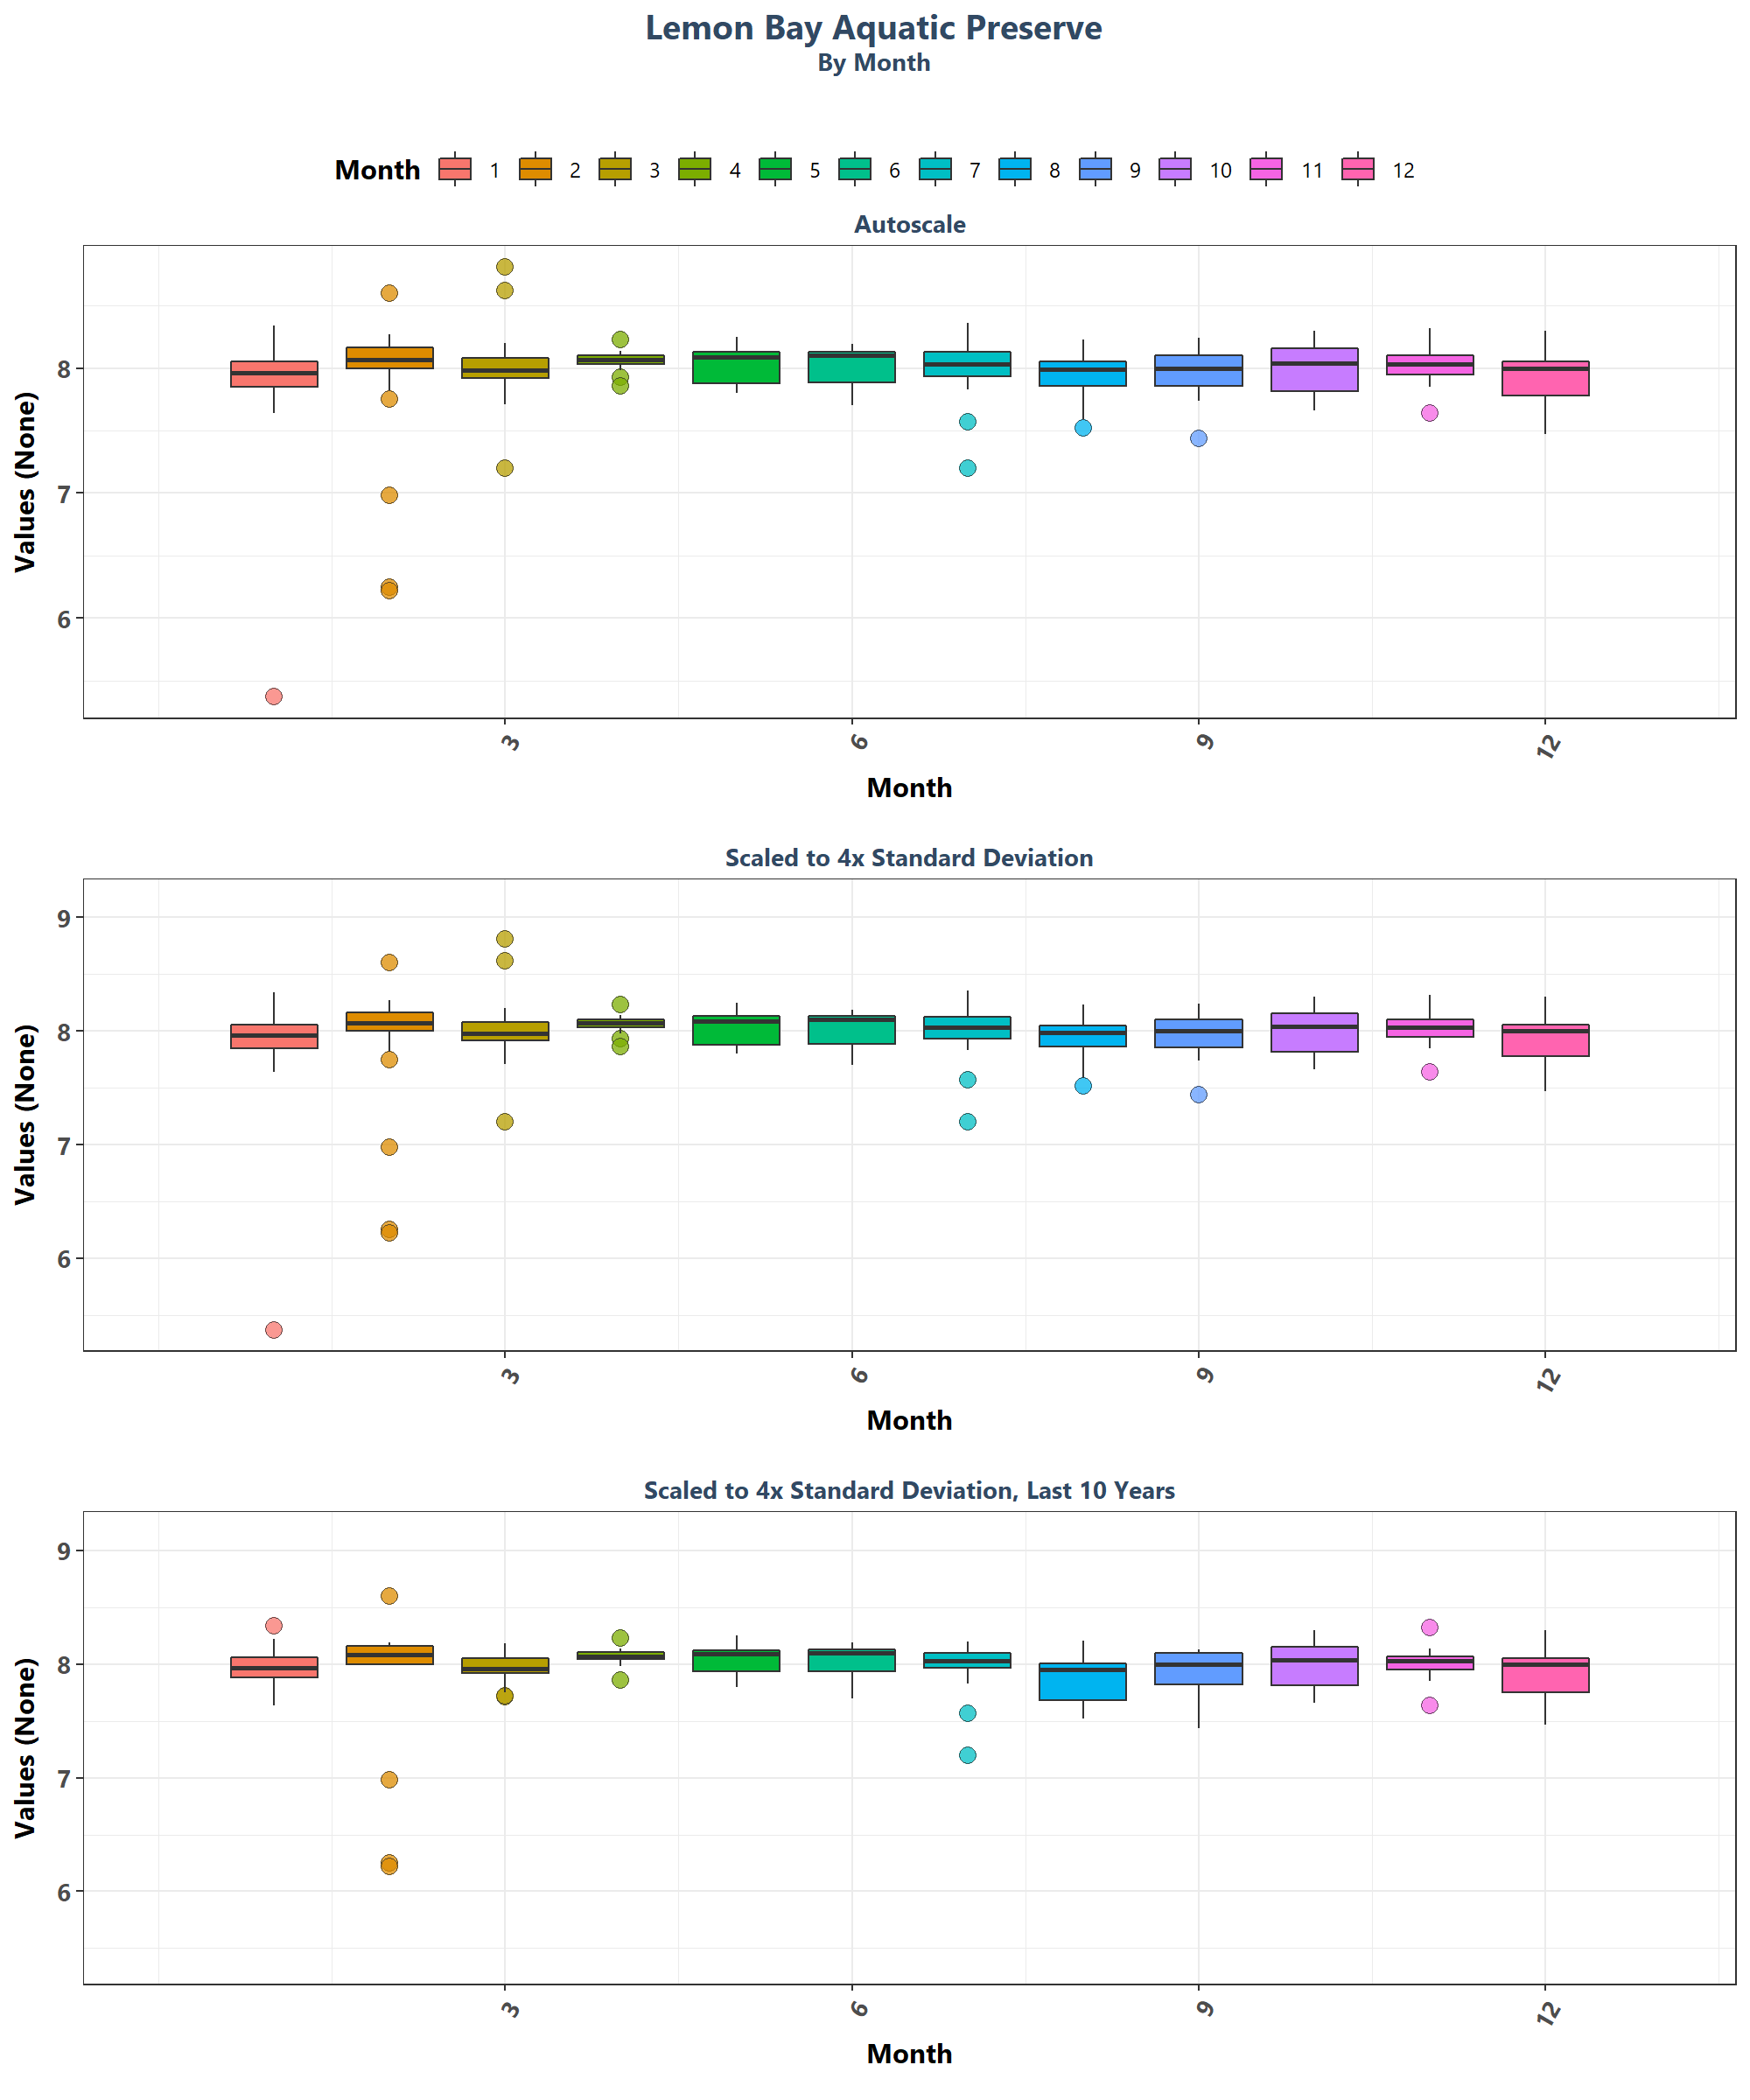 Lemon Bay Aquatic Preserve
By Month
Month 1 2 3 4 5 6 7 8 9 10 11 12
Autoscale
Values (None)
8
7
6
3 6 9 12
Month
Scaled to 4x Standard Deviation
Values (None)
9
8
7
6
3 6 9 12
Month
Scaled to 4x Standard Deviation, Last 10 Years
Values (None)
9
8
7
6
3 6 9 12
Month